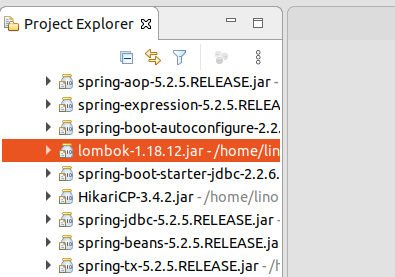 Project Explorer
spring-aop-5.2.5.RELEASE.jar -
spring-expression-5.2.5.RELEA
spring-boot-autoconfigure-2.2.
lombok-1.18.12.jar - /home/lino
spring-boot-starter-jdbc-2.2.6.
HikariCP-3.4.2.jar - /home/lino
spring-jdbc-5.2.5.RELEASE.jar -
spring-beans-5.2.5.RELEASE.ja
spring-tx-5.2.5.RELEASE.jar - /h